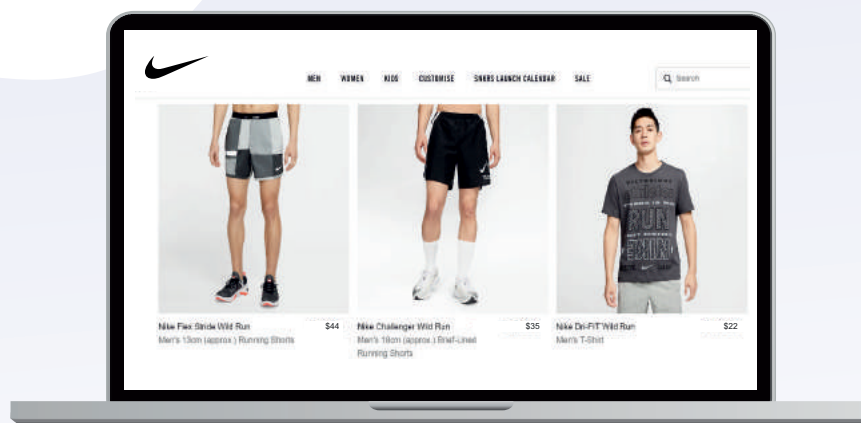 MEN WOMEN KIDS CUSTOMISE SNKRS LAUNCH CALENDAR SALE Search
Nike Flex Stride Wild Run $44
Men's 13cm (approx.) Running Shorts
Nike Challenger Wild Run $35
Men's 18cm (approx.) Brief-Lined
Running Shorts
RUN
Nike Dri-FIT Wild Run $22
Men's T-Shirt